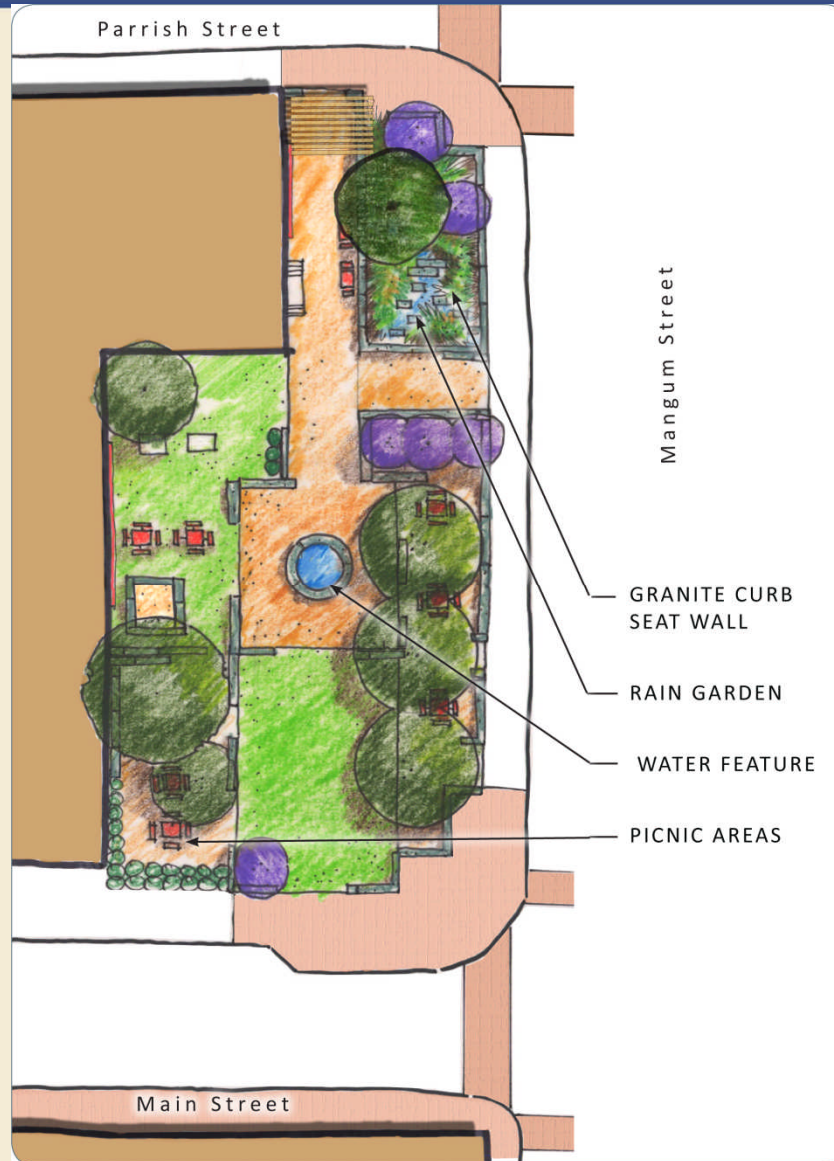 Parrish Street
Mangum Street
GRANITE CURB
SEAT WALL
RAIN GARDEN
WATER FEATURE
PICNIC AREAS
Main Street